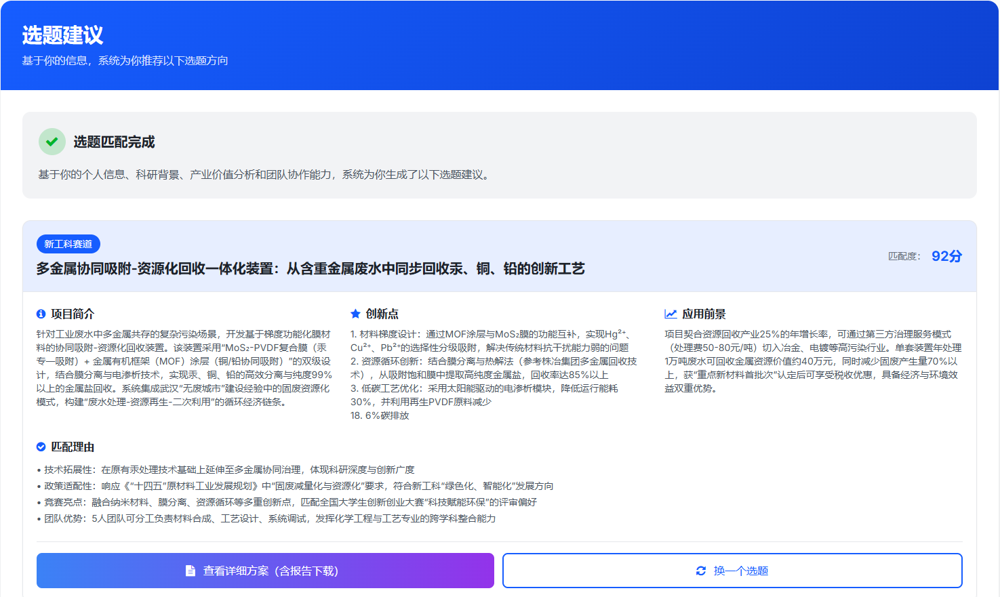 选题建议
基于你的信息，系统为你推荐以下选题方向
选题匹配完成
基于你的个人信息、科研背景、产业价值分析和团队协作能力，系统为你生成了以下选题建议。
新工科赛道
多金属协同吸附-资源化回收一体化装置：从含重金属废水中同步回收汞、铜、铅的创新工艺
匹配度： 92分
项目简介
针对工业废水中多金属共存的复杂污染场景，开发基于梯度功能化膜材
料的协同吸附-资源化回收装置。该装置采用“MoS₂-PVDF复合膜（汞
专一吸附）+ 金属有机框架（MOF）涂层（铜/铅协同吸附）”的双级设
计，结合膜分离与电渗析技术，实现汞、铜、铅的高效分离与纯度99%
以上的金属盐回收。系统集成武汉“无废城市”建设经验中的固废资源化
模式，构建“废水处理-资源再生-二次利用”的循环经济链条。
创新点
1. 材料梯度设计：通过MOF涂层与MoS₂膜的功能互补，实现Hg²⁺、
Cu²⁺、Pb²⁺的选择性分级吸附，解决传统材料抗干扰能力弱的问题
2. 资源循环创新：结合膜分离与热解法（参考株冶集团多金属回收技
术），从吸附饱和膜中提取高纯度金属盐，回收率达85%以上
3. 低碳工艺优化：采用太阳能驱动的电渗析模块，降低运行能耗
30%，并利用再生PVDF原料减少
18. 6%碳排放
应用前景
项目契合资源回收产业25%的年增长率，可通过第三方治理服务模式
（处理费50-80元/吨）切入冶金、电镀等高污染行业。单套装置年处理
1万吨废水可回收金属资源价值约40万元，同时减少固废产生量70%以
上，获“重点新材料首批次”认定后可享受税收优惠，具备经济与环境效
益双重优势。
匹配理由
• 技术拓展性：在原有汞处理技术基础上延伸至多金属协同治理，体现科研深度与创新广度
• 政策适配性：响应《“十四五”原材料工业发展规划》中“固废减量化与资源化”要求，符合新工科“绿色化、智能化”发展方向
• 竞赛亮点：融合纳米材料、膜分离、资源循环等多重创新点，匹配全国大学生创新创业大赛“科技赋能环保”的评审偏好
• 团队优势：5人团队可分工负责材料合成、工艺设计、系统调试，发挥化学工程与工艺专业的跨学科整合能力
查看详细方案（含报告下载）
换一个选题